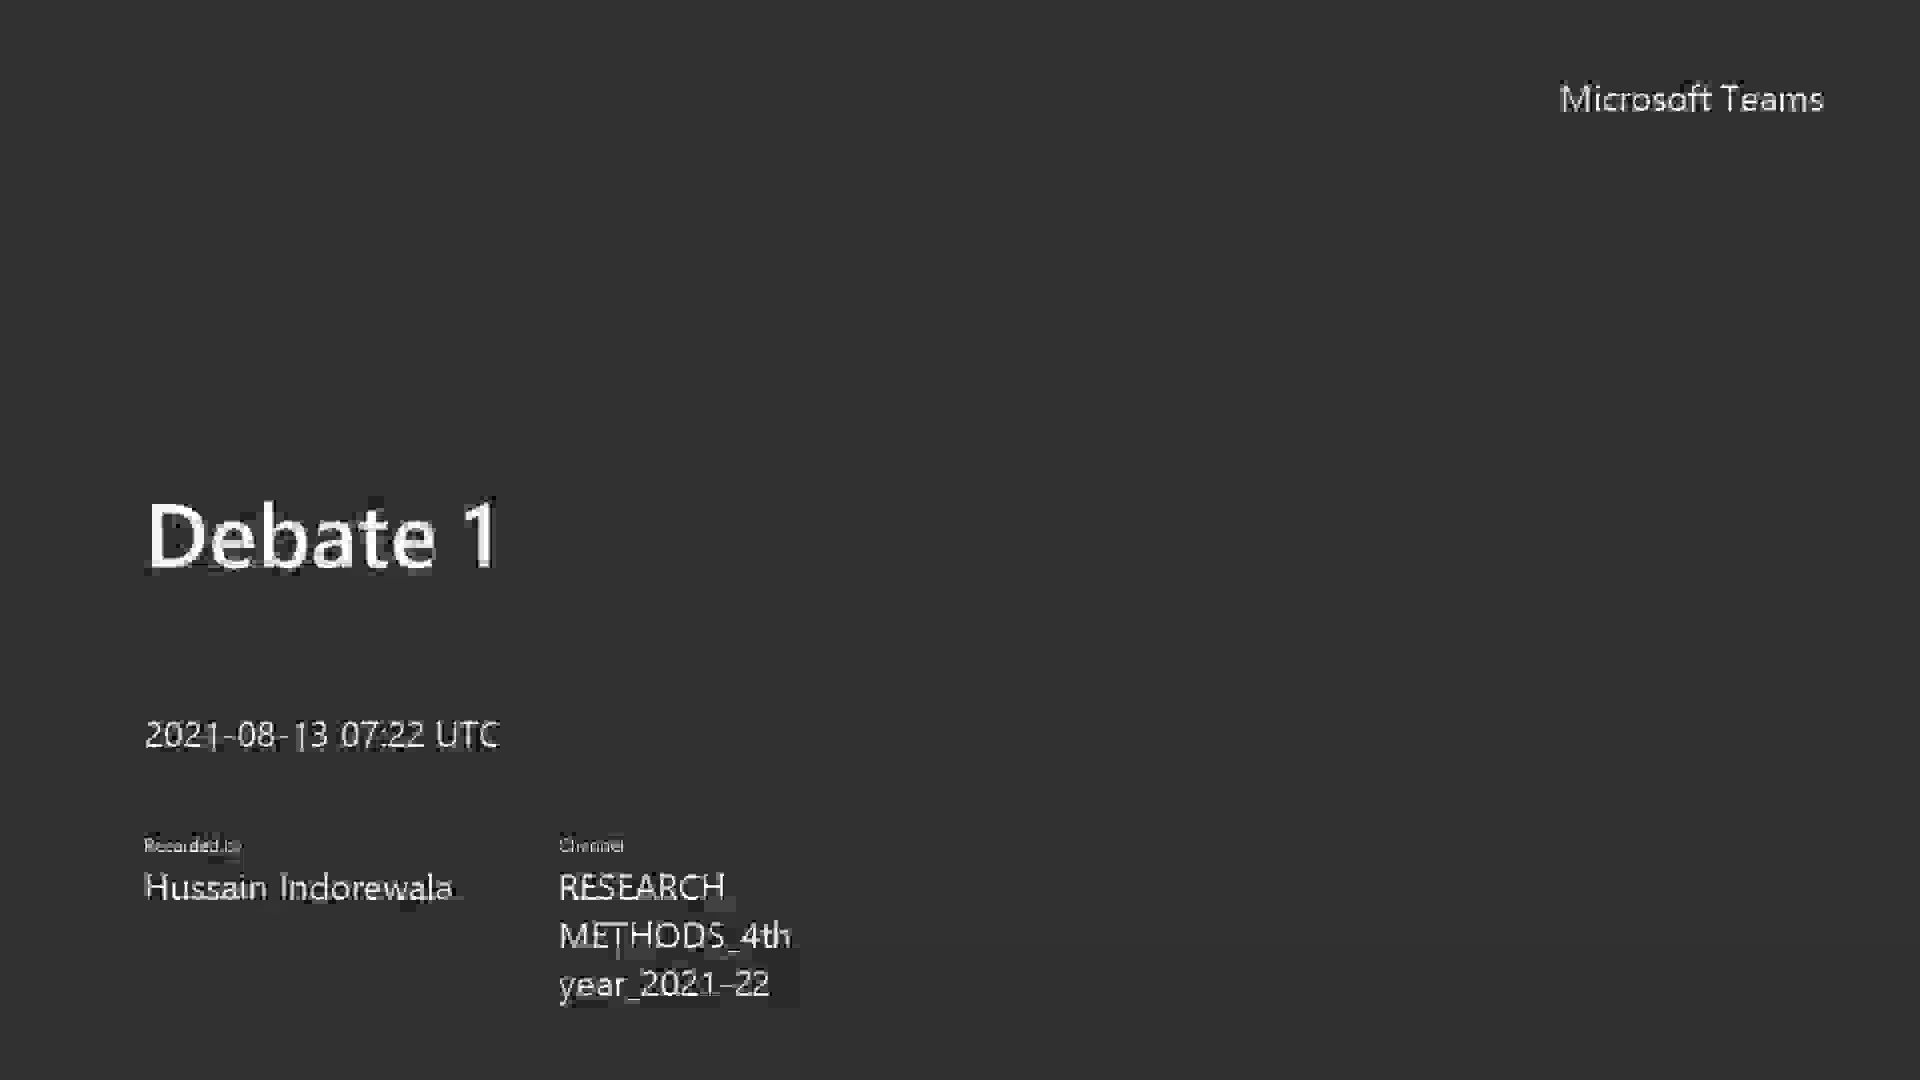 Microsoft Teams
Debate 1
2021-08-13 07:22 UTC
Recorded by
Hussain Indorewala
Channel
RESEARCH
METHODS_4th
year_2021-22